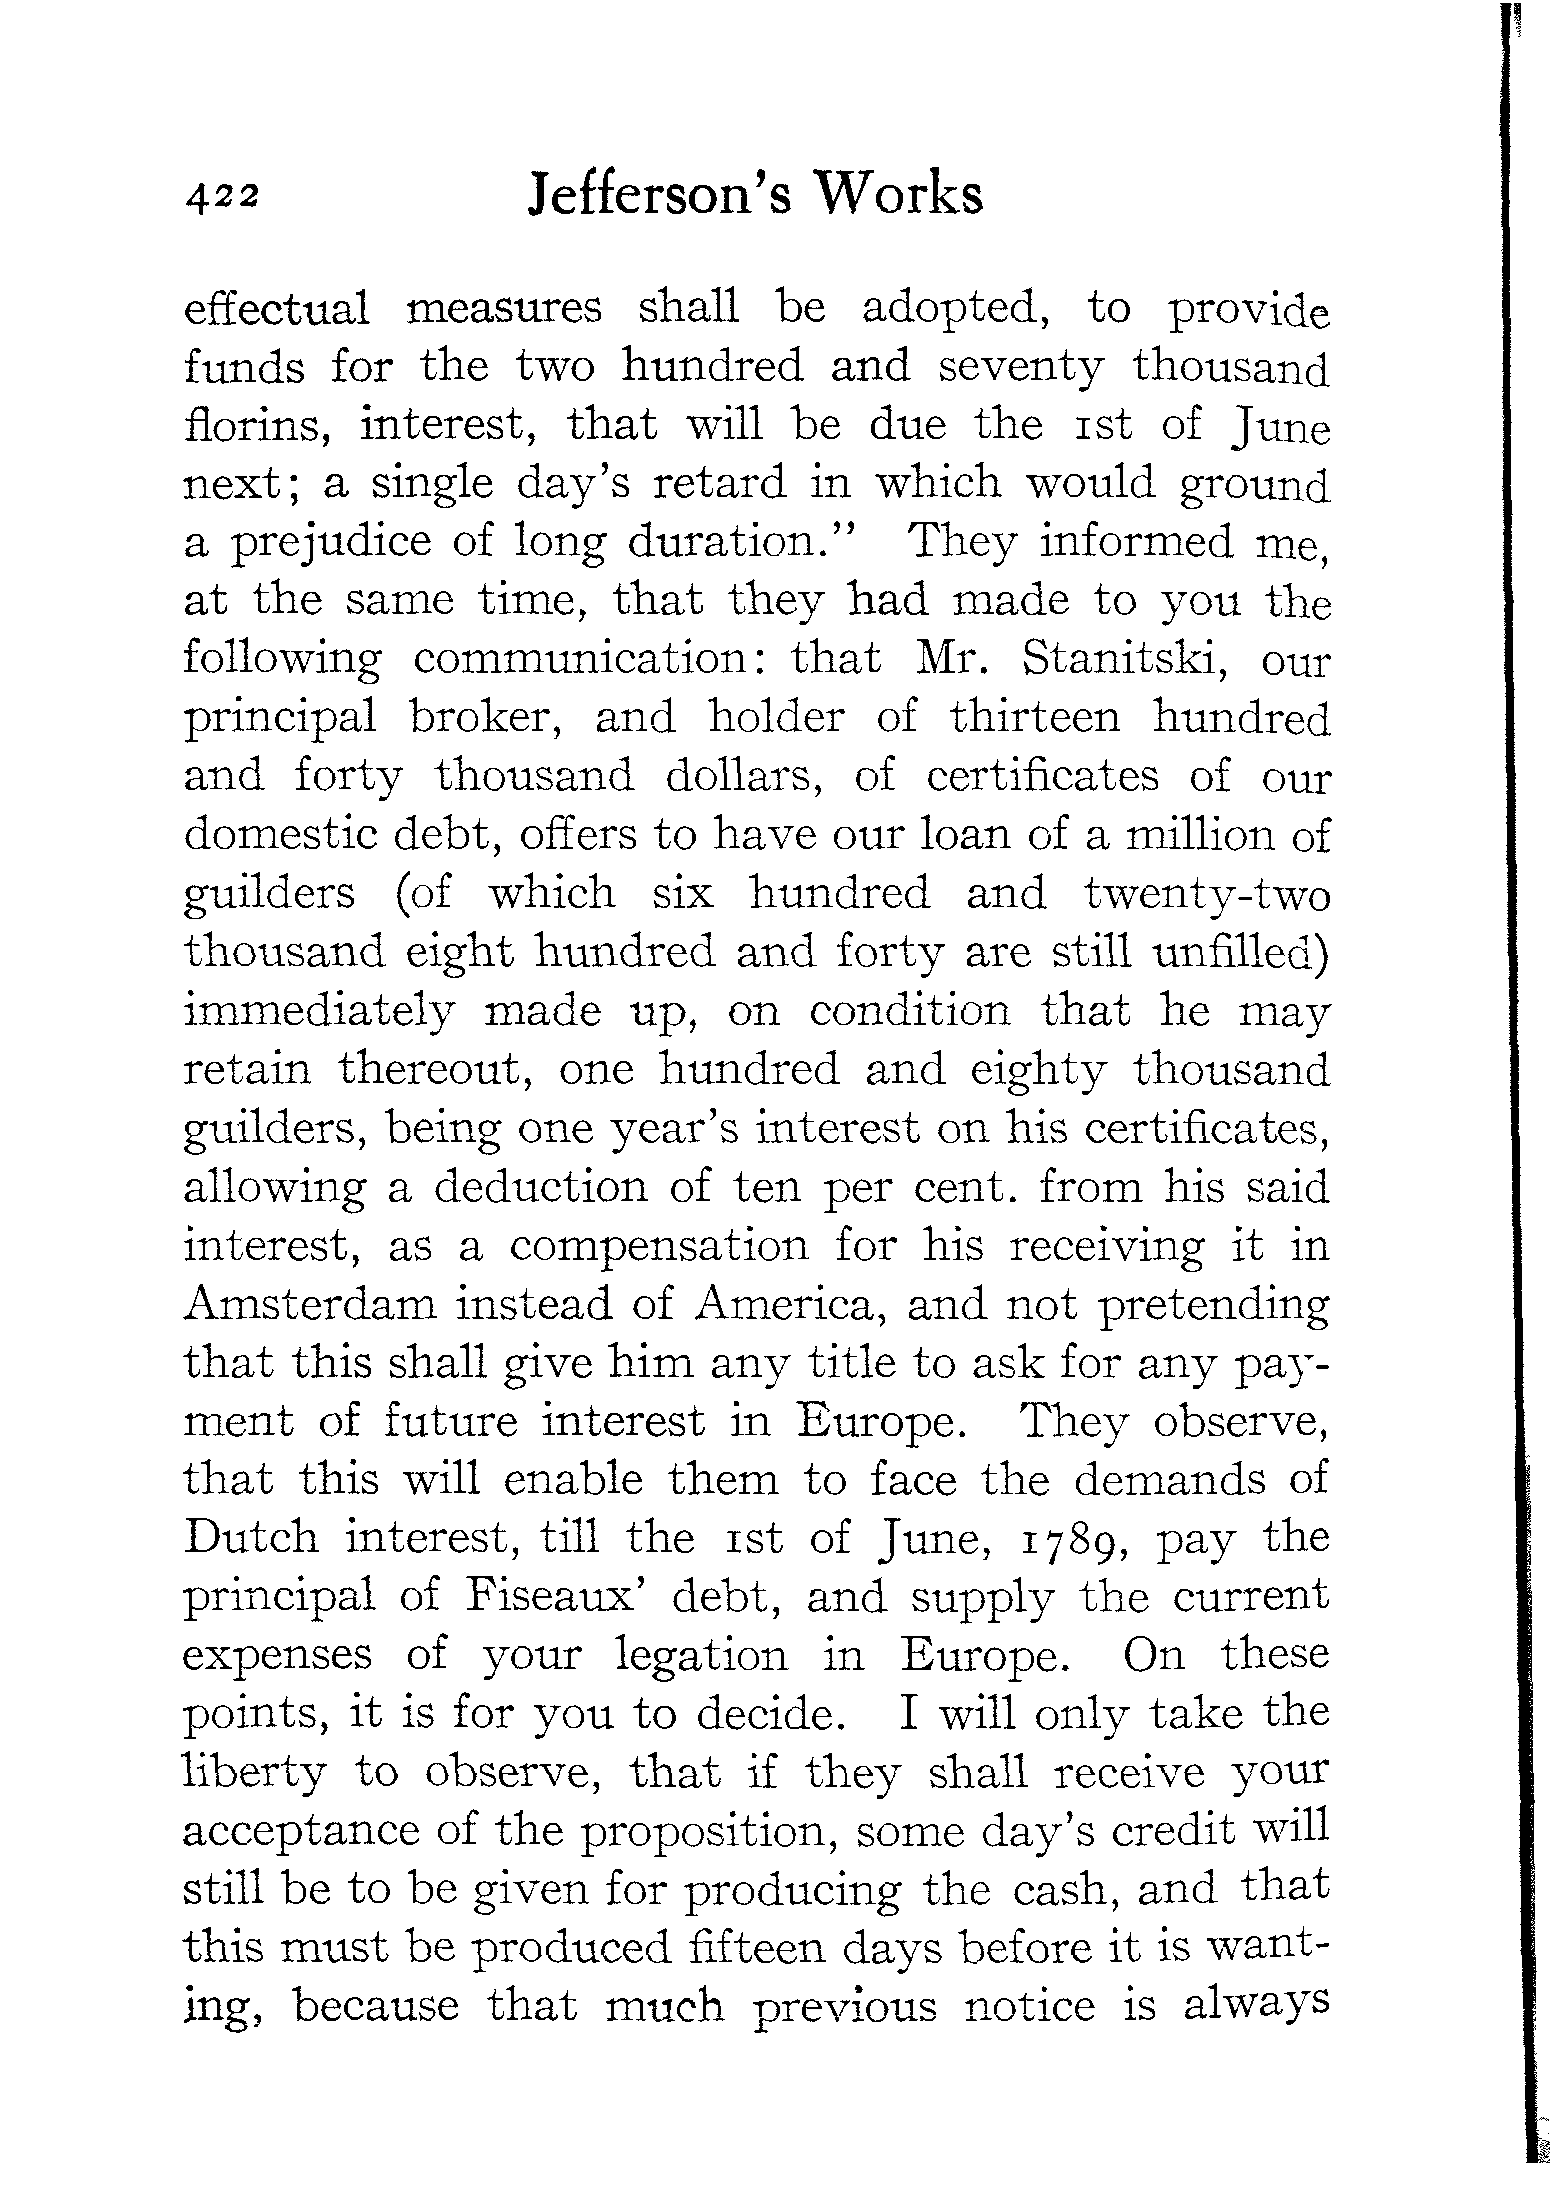 422 Jefferson's Works
effectual measures shall be adopted, to provide
funds for the two hundred and seventy thousand
florins, interest, that will be due the 1st of June
next; a single day's retard in which would ground
a prejudice of long duration." They informed me,
at the same time, that they had made to you the
following communication: that Mr. Stanitski, our
principal broker, and holder of thirteen hundred
and forty thousand dollars, of certificates of our
domestic debt, offers to have our loan of a million of
guilders (of which six hundred and twenty-two
thousand eight hundred and forty are still unfilled)
immediately made up, on condition that he may
retain thereout, one hundred and eighty thousand
guilders, being one year's interest on his certificates,
allowing a deduction of ten per cent. from his said
interest, as a compensation for his receiving it in
Amsterdam instead of America, and not pretending
that this shall give him any title to ask for any pay-
ment of future interest in Europe. They observe,
that this will enable them to face the demands of
Dutch interest, till the 1st of June, 1789, pay the
principal of Fiseaux' debt, and supply the current
expenses of your legation in Europe. On these
points, it is for you to decide. I will only take the
liberty to observe, that if they shall receive your
acceptance of the proposition, some day's credit will
still be to be given for producing the cash, and that
this must be produced fifteen days before it is want-
ing, because that much previous notice is always